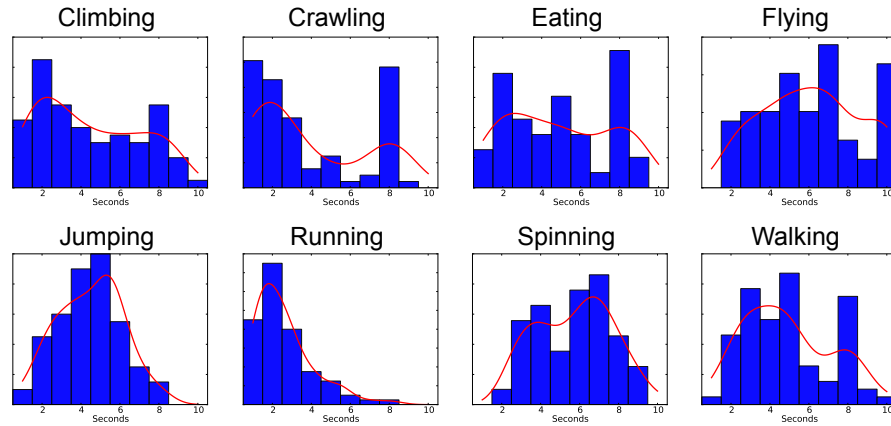 Climbing Crawling Eating Flying
2 4 6 8 10 2 4 6 8 10 2 4 6 8 10 2 4 6 8 10
Seconds Seconds Seconds Seconds
Jumping Running Spinning Walking
2 4 6 8 10 2 4 6 8 10 2 4 6 8 10 2 4 6 8 10
Seconds Seconds Seconds Seconds